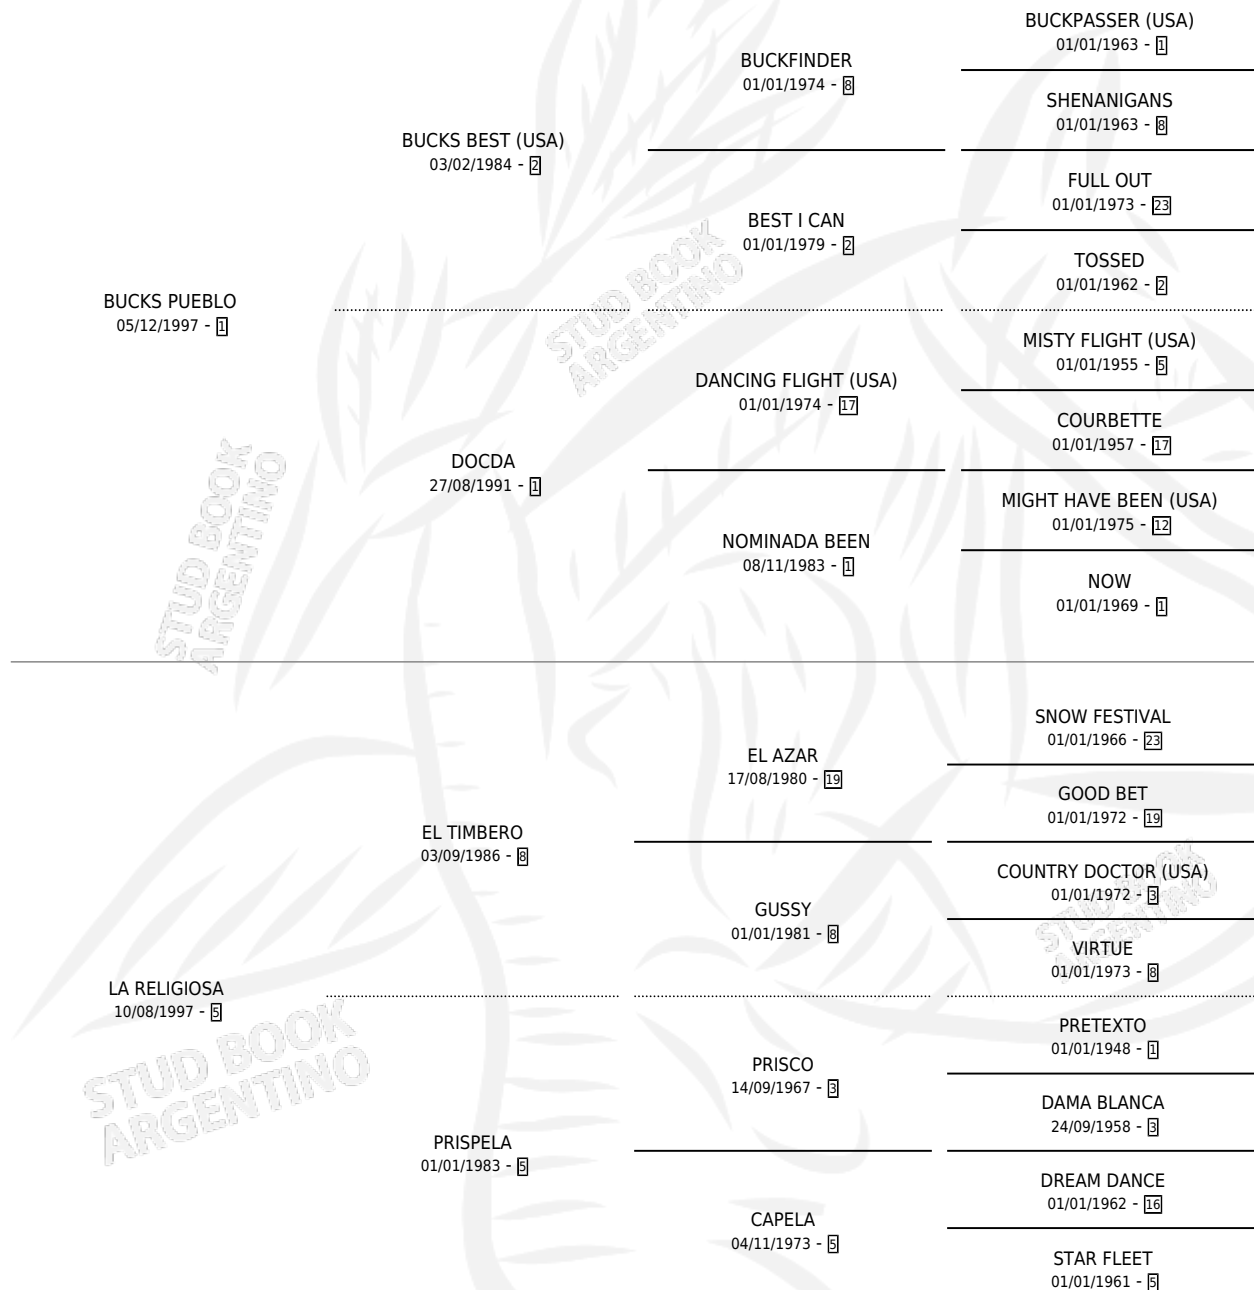 BUCKPASSER (USA)
01/01/1963 - 1
BUCKFINDER
01/01/1974 - 8
SHENANIGANS
01/01/1963 - 8
BUCKS BEST (USA)
03/02/1984 - 2
FULL OUT
01/01/1973 - 23
BEST I CAN
01/01/1979 - 2
TOSSED
01/01/1962 - 2
BUCKS PUEBLO
05/12/1997 - 1
MISTY FLIGHT (USA)
01/01/1955 - 5
DANCING FLIGHT (USA)
01/01/1974 - 17
COURBETTE
01/01/1957 - 17
DOCDA
27/08/1991 - 1
MIGHT HAVE BEEN (USA)
01/01/1975 - 12
NOMINADA BEEN
08/11/1983 - 1
NOW
01/01/1969 - 1
STUD BOOK
ARGENTINO
STUD BOOK
ARGENTINO
SNOW FESTIVAL
01/01/1966 - 23
EL AZAR
17/08/1980 - 19
GOOD BET
01/01/1972 - 19
EL TIMBERO
03/09/1986 - 8
COUNTRY DOCTOR (USA)
01/01/1972 - 3
GUSSY
01/01/1981 - 8
VIRTUE
01/01/1973 - 8
STUD BOOK
ARGENTINO
LA RELIGIOSA
10/08/1997 - 5
PRETEXTO
01/01/1948 - 1
PRISCO
14/09/1967 - 3
DAMA BLANCA
24/09/1958 - 3
STUD BOOK
ARGENTINO
PRISPELA
01/01/1983 - 5
DREAM DANCE
01/01/1962 - 16
CAPELA
04/11/1973 - 5
STAR FLEET
01/01/1961 - 5